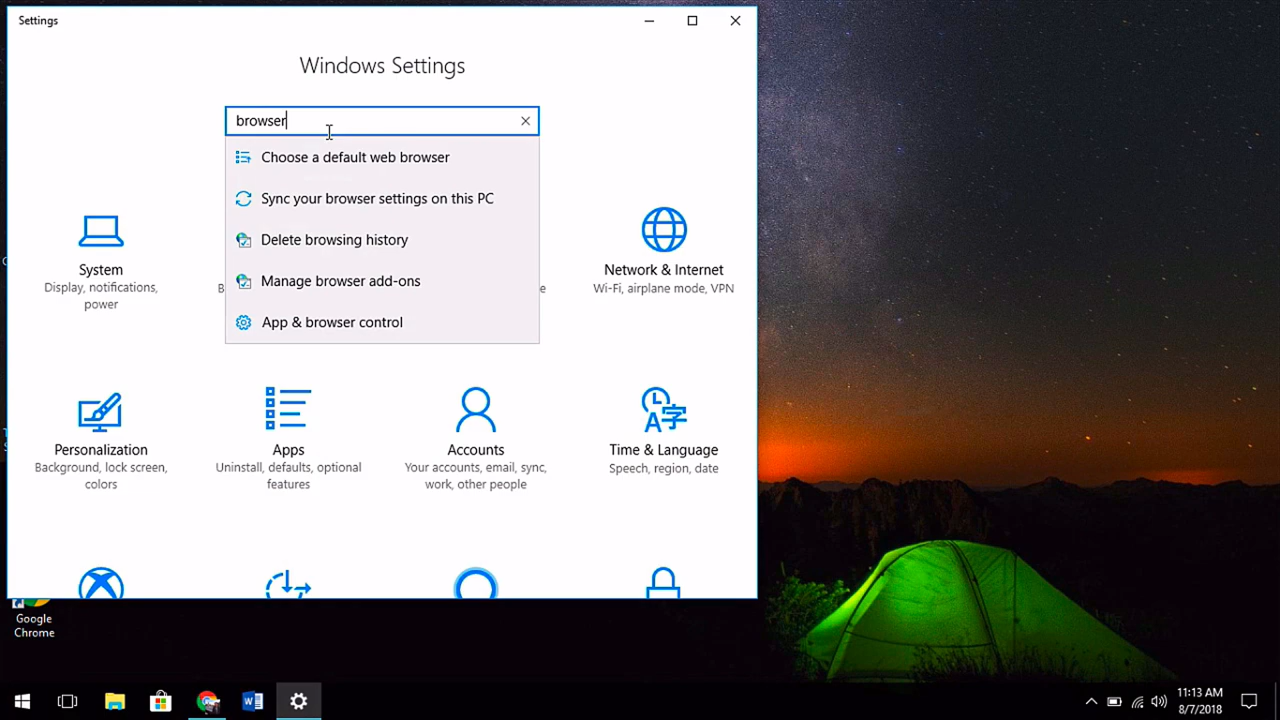 Settings
Windows Settings
browser
Choose a default web browser
Sync your browser settings on this PC
Delete browsing history
Manage browser add-ons
App & browser control
System
Display, notifications,
power
Network & Internet
Wi-Fi, airplane mode, VPN
Personalization
Background, lock screen,
colors
Apps
Uninstall, defaults, optional
features
Accounts
Your accounts, email, sync,
work, other people
Time & Language
Speech, region, date
Google
Chrome
11:13 AM
8/7/2018